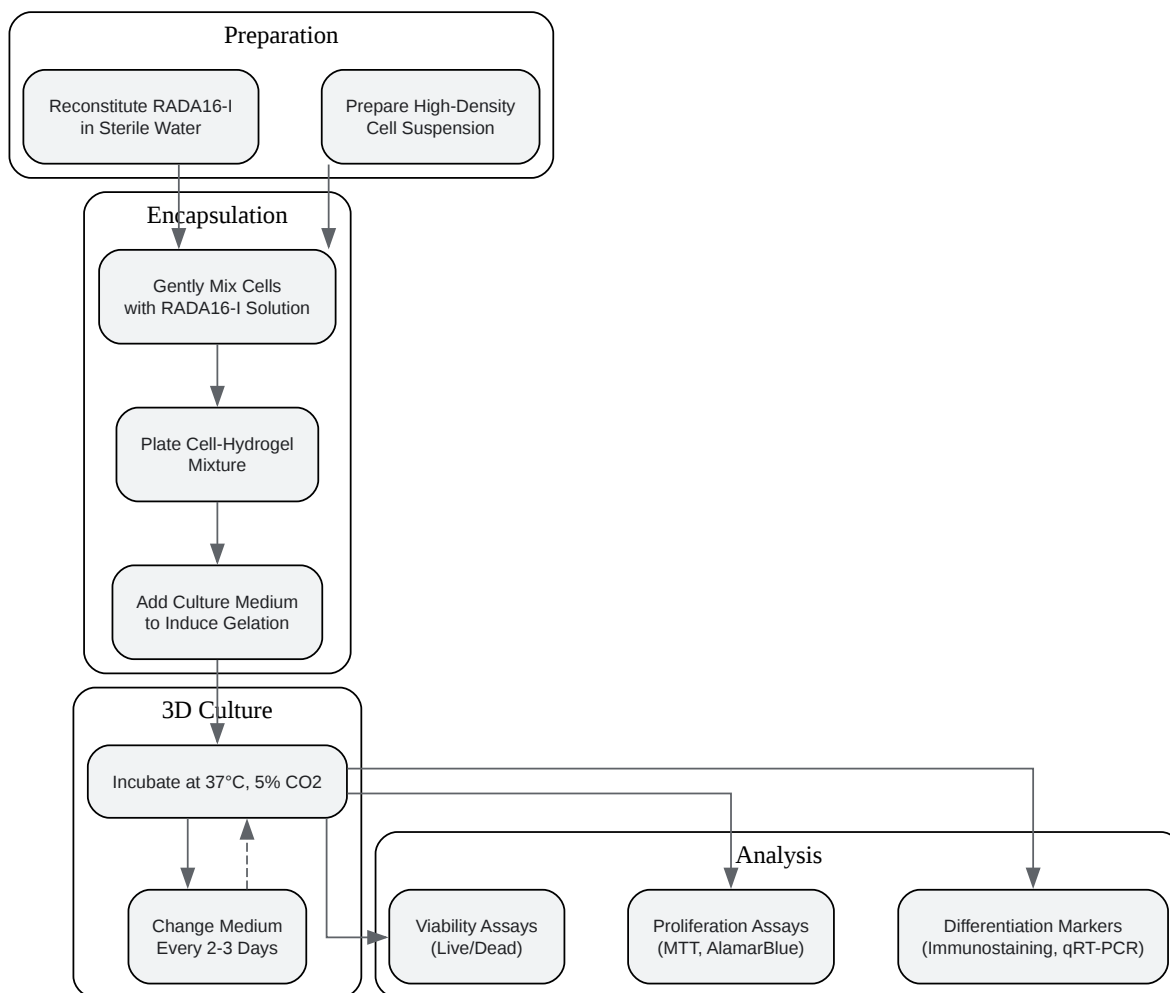 Preparation
Reconstitute RADA16-I
in Sterile Water
Prepare High-Density
Cell Suspension
Encapsulation
Gently Mix Cells
with RADA16-I Solution
Plate Cell-Hydrogel
Mixture
Add Culture Medium
to Induce Gelation
3D Culture
Incubate at 37°C, 5% CO2
Change Medium
Every 2-3 Days
Analysis
Viability Assays
(Live/Dead)
Proliferation Assays
(MTT, AlamarBlue)
Differentiation Markers
(Immunostaining, qRT-PCR)